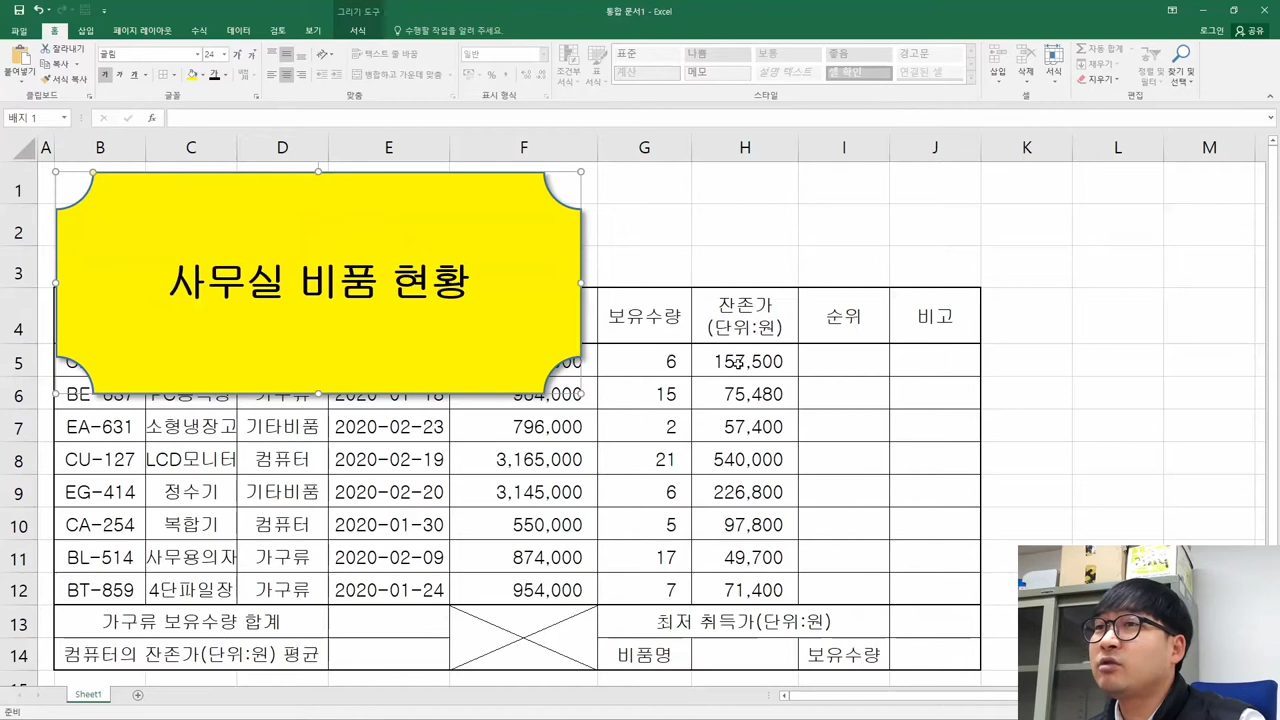 그리기 도구
통합 문서1 - Excel
파일 홈 삽입 페이지 레이아웃 수식 데이터 검토 보기 서식 수행할 작업을 알려 주세요. 로그인 공유
붙여넣기 잘라내기 복사 서식 복사
굴림 24
가 가 가
텍스트 줄 바꿈
병합하고 가운데 맞춤
일반
조건부 서식 표 서식
표준 나쁨 보통 좋음 경고문
계산 메모 설명 텍스트 셀 확인 연결된 셀
삽입 삭제 서식
자동 합계 채우기 지우기
정렬 및 필터 찾기 및 선택
클립보드 글꼴 맞춤 표시 형식 스타일 셀 편집
배지 1 fx
A B C D E F G H I J K L M
1
2
사무실 비품 현황
3
4 보유수량 잔존가 (단위:원) 순위 비고
5 6 157,500
6 15 75,480
7 EA-631 소형냉장고 기타비품 2020-02-23 796,000 2 57,400
8 CU-127 LCD모니터 컴퓨터 2020-02-19 3,165,000 21 540,000
9 EG-414 정수기 기타비품 2020-02-20 3,145,000 6 226,800
10 CA-254 복합기 컴퓨터 2020-01-30 550,000 5 97,800
11 BL-514 사무용의자 가구류 2020-02-09 874,000 17 49,700
12 BT-859 4단파일장 가구류 2020-01-24 954,000 7 71,400
13 가구류 보유수량 합계 최저 취득가(단위:원)
14 컴퓨터의 잔존가(단위:원) 평균 비품명 보유수량
Sheet1
준비